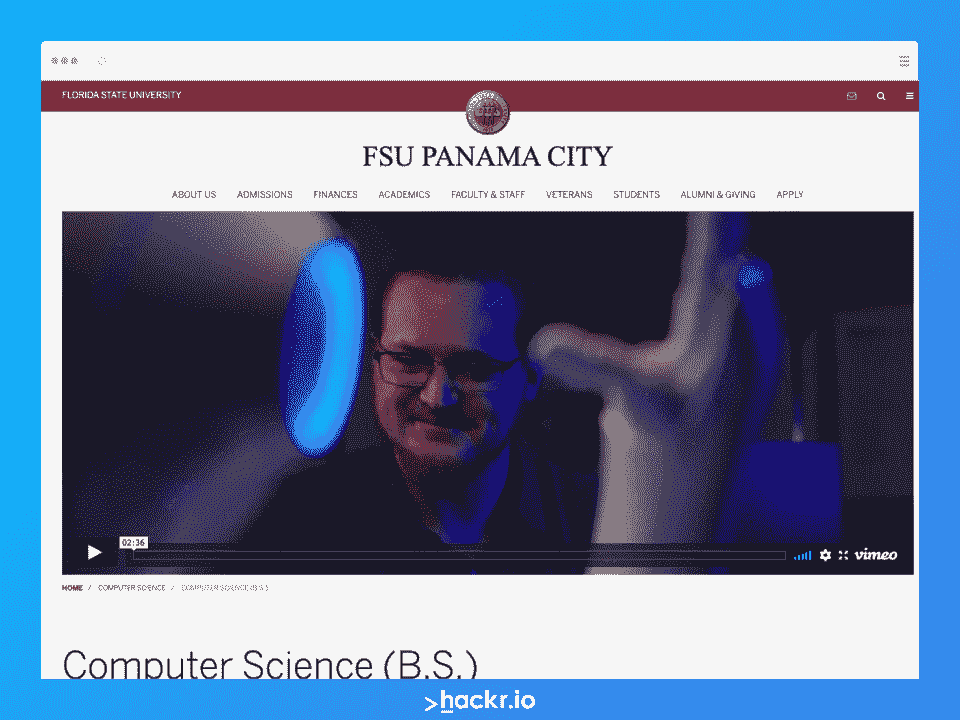 FLORIDA STATE UNIVERSITY
FSU PANAMA CITY
ABOUT US ADMISSIONS FINANCES ACADEMICS FACULTY & STAFF VETERANS STUDENTS ALUMNI & GIVING APPLY
02:36
vimeo
HOME / COMPUTER SCIENCE / COMPUTER SCIENCE (B.S.)
Computer Science (B.S.)
>hackr.io